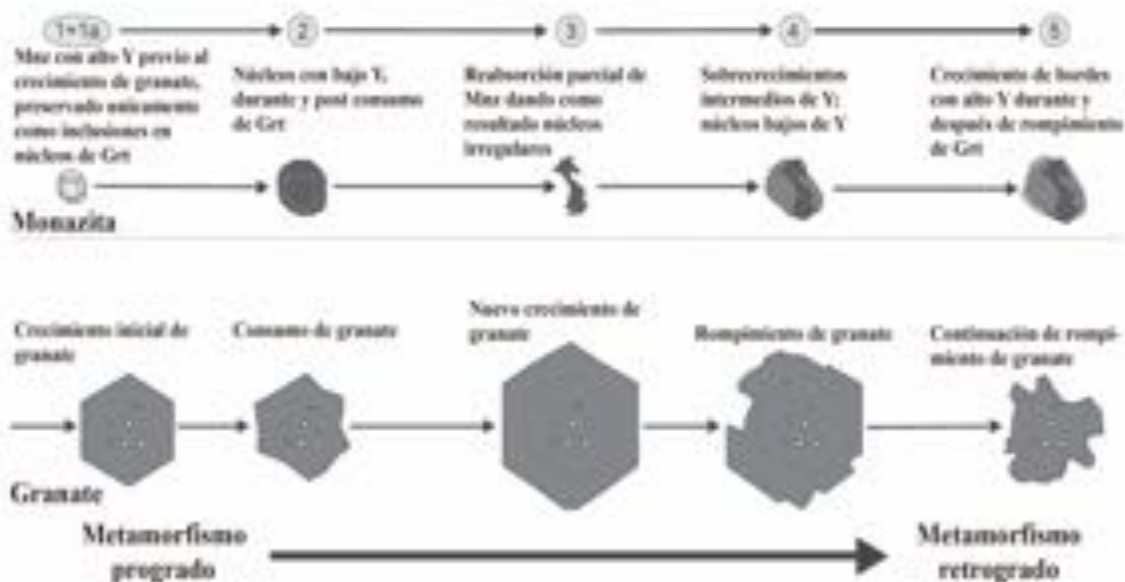 1+1a
2
3
4
5
Mnz con alto Y previo al
crecimiento de granate,
preservado unicamente
como inclusiones en
núcleos de Grt
Núcleos con bajo Y,
durante y post consumo
de Grt
Reabsorción parcial de
Mnz dando como
resultado núcleos
irregulares
Sobrecrecimientos
intermedios de Y;
núcleos bajos de Y
Crecimiento de bordes
con alto Y durante y
después de rompimiento
de Grt
Monazita
Crecimiento inicial de
granate
Consumo de granate
Nuevo crecimiento de
granate
Rompimiento de granate
Continuación de rompi-
miento de granate
Granate
Metamorfismo
progrado
Metamorfismo
retrogrado